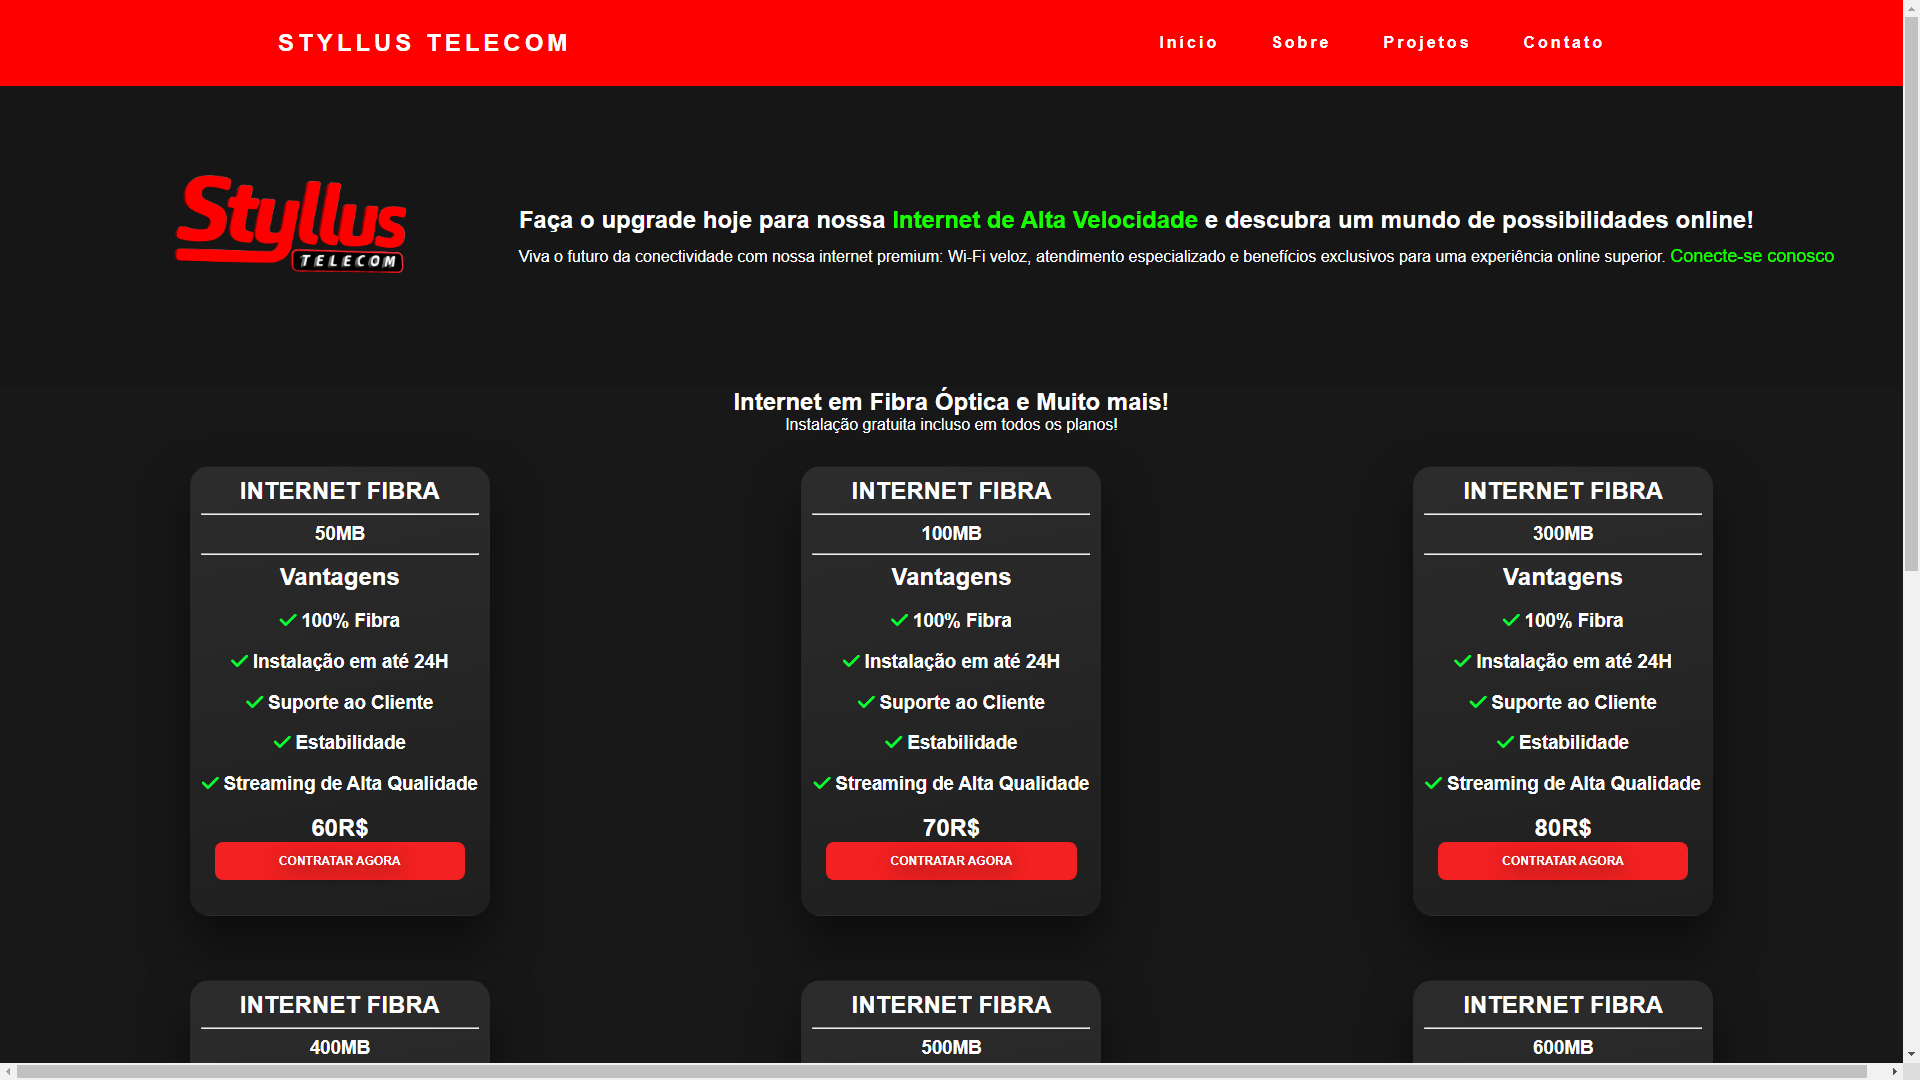 STYLLUS TELECOM
Início Sobre Projetos Contato
Styllus
TELECOM
Faça o upgrade hoje para nossa Internet de Alta Velocidade e descubra um mundo de possibilidades online!
Viva o futuro da conectividade com nossa internet premium: Wi-Fi veloz, atendimento especializado e benefícios exclusivos para uma experiência online superior. Conecte-se conosco
Internet em Fibra Óptica e Muito mais!
Instalação gratuita incluso em todos os planos!
INTERNET FIBRA
50MB
Vantagens
100% Fibra
Instalação em até 24H
Suporte ao Cliente
Estabilidade
Streaming de Alta Qualidade
60R$
CONTRATAR AGORA
INTERNET FIBRA
100MB
Vantagens
100% Fibra
Instalação em até 24H
Suporte ao Cliente
Estabilidade
Streaming de Alta Qualidade
70R$
CONTRATAR AGORA
INTERNET FIBRA
300MB
Vantagens
100% Fibra
Instalação em até 24H
Suporte ao Cliente
Estabilidade
Streaming de Alta Qualidade
80R$
CONTRATAR AGORA
INTERNET FIBRA
400MB
INTERNET FIBRA
500MB
INTERNET FIBRA
600MB